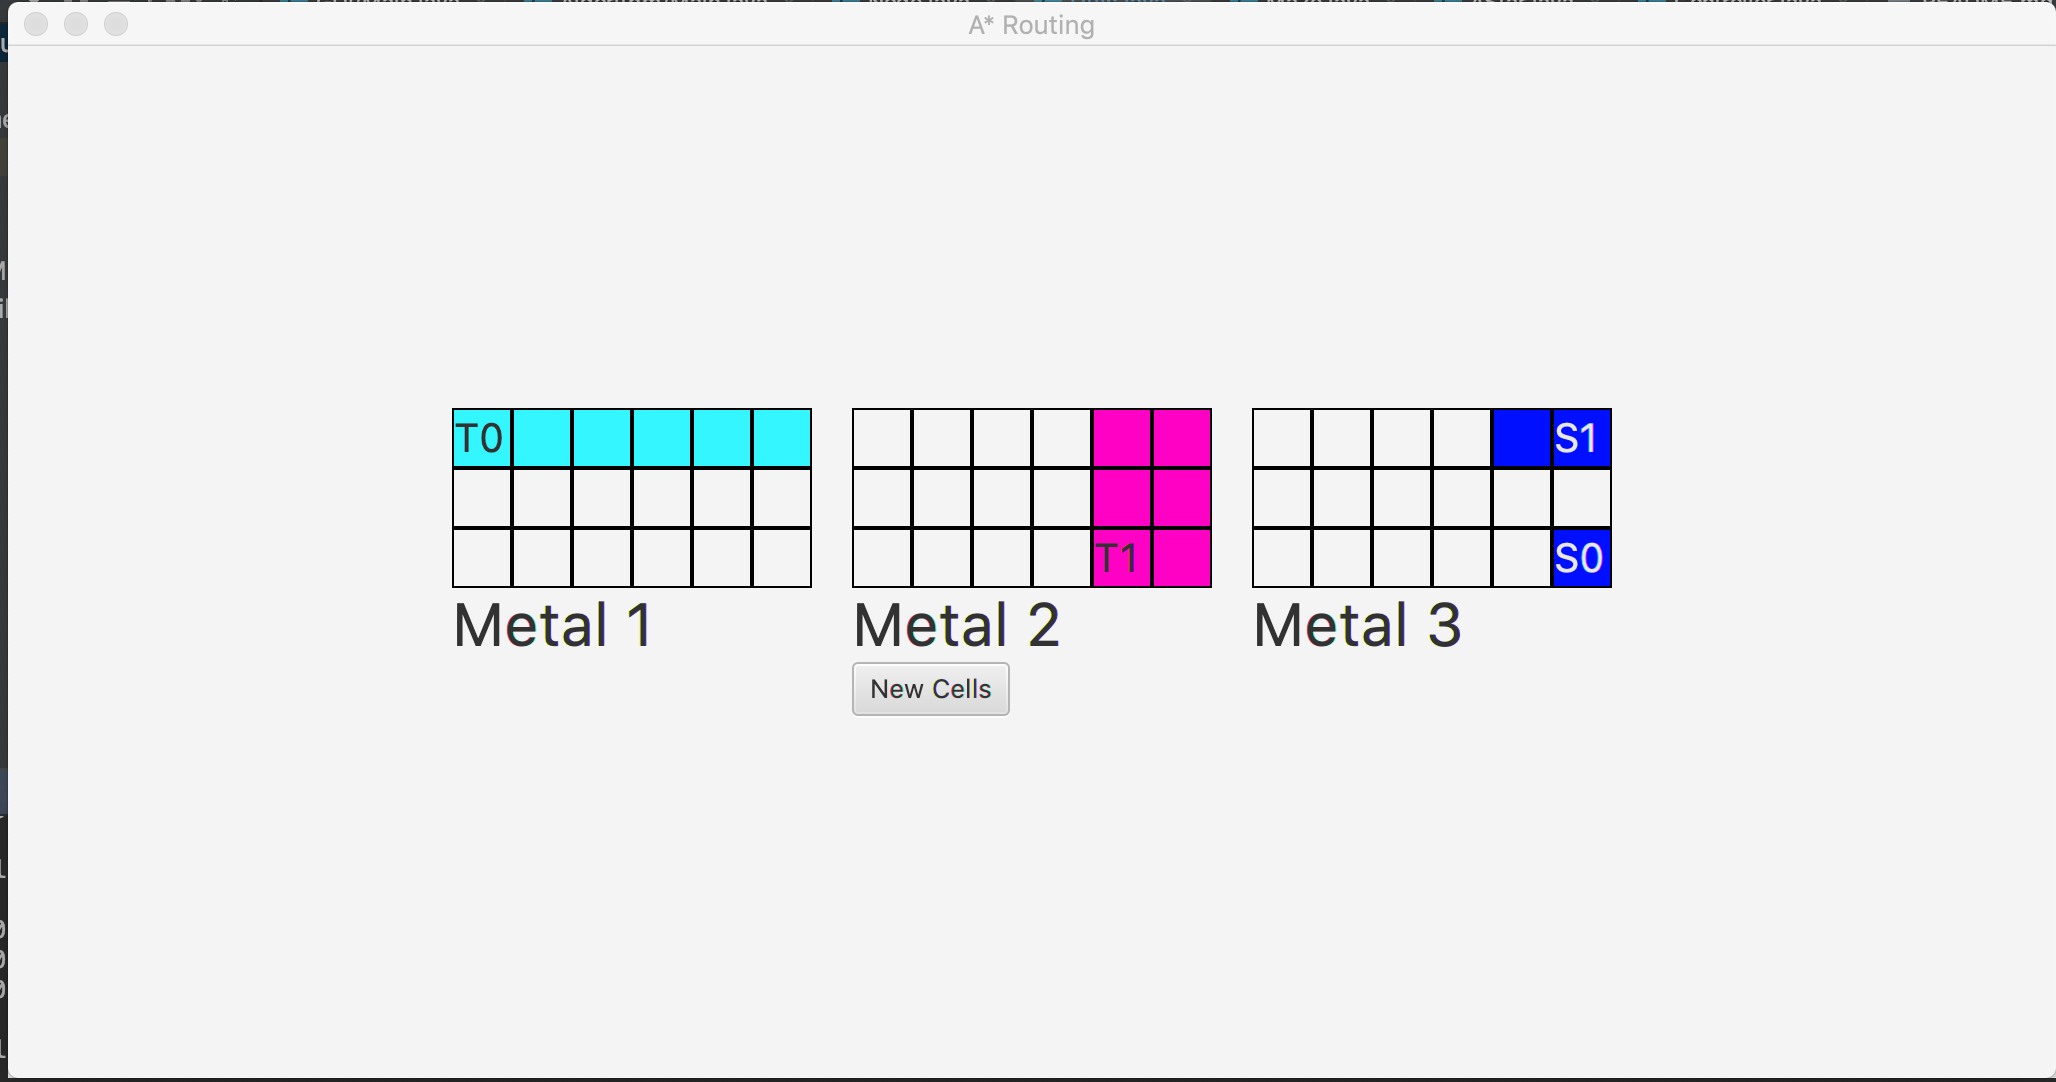 A* Routing
T0
S1
T1
S0
Metal 1
Metal 2
Metal 3
New Cells